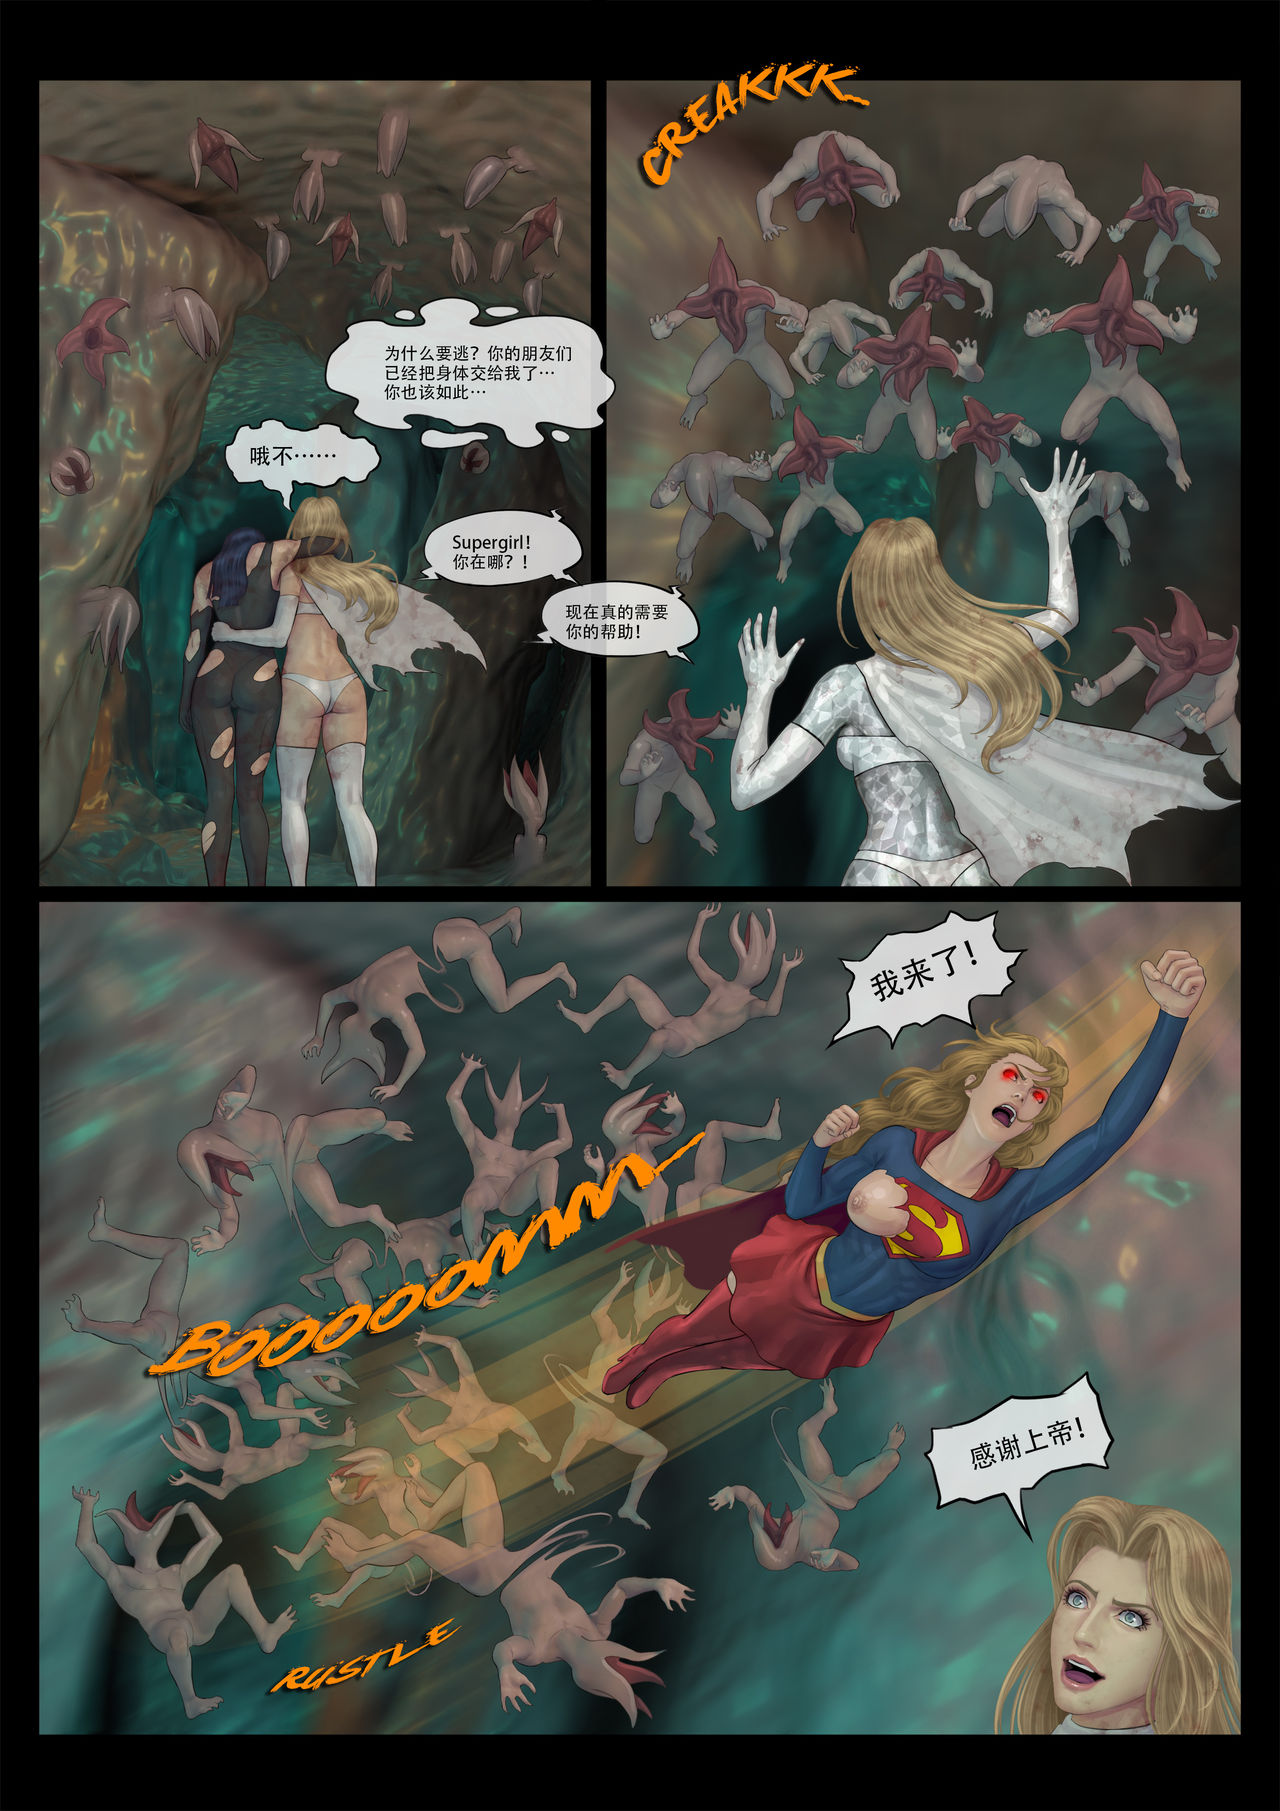 CREAKKK
为什么要逃？你的朋友们
已经把身体交给我了…
你也该如此…
哦不……
Supergirl！
你在哪？！
现在真的需要
你的帮助！
我来了！
BOOOOOOMMM
感谢上帝！
RUSTLE